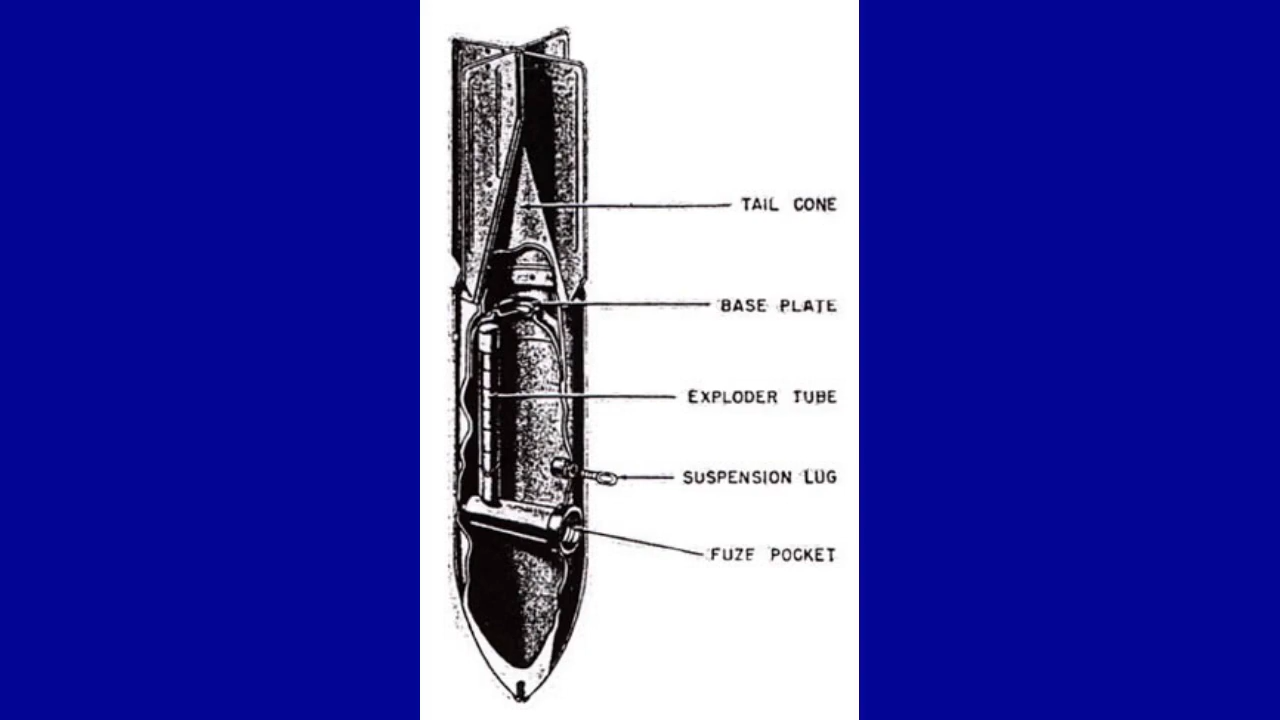 TAIL CONE
BASE PLATE
EXPLODER TUBE
SUSPENSION LUG
FUZE POCKET